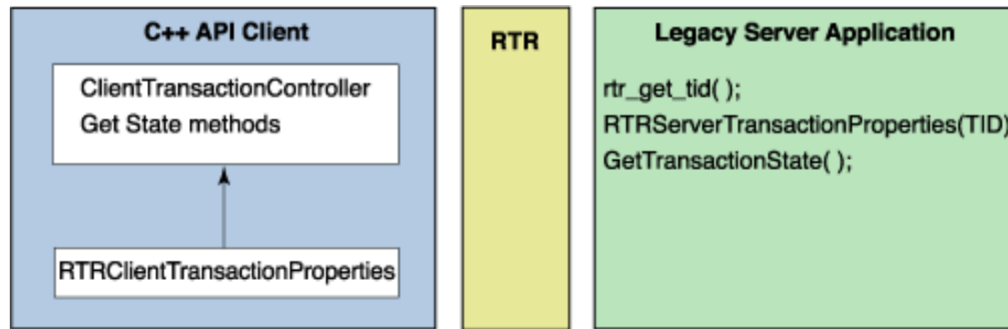 C++ API Client
ClientTransactionController
Get State methods
RTRClientTransactionProperties
RTR
Legacy Server Application
rtr_get_tid( );
RTRServerTransactionProperties(TID)
GetTransactionState( );